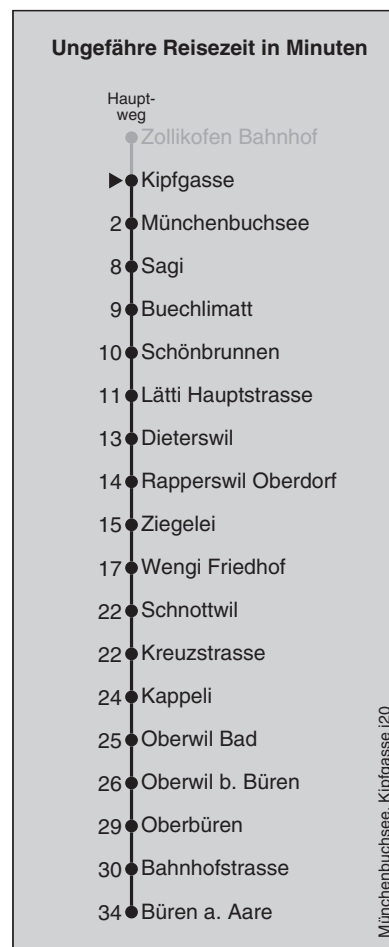 Ungefähre Reisezeit in Minuten
Haupt-
weg
Zollikofen Bahnhof
Kipfgasse
2 Münchenbuchsee
8 Sagi
9 Buechlimatt
10 Schönbrunnen
11 Lätti Hauptstrasse
13 Dieterswil
14 Rapperswil Oberdorf
15 Ziegelei
17 Wengi Friedhof
22 Schnottwil
22 Kreuzstrasse
24 Kappeli
25 Oberwil Bad
26 Oberwil b. Büren
29 Oberbüren
30 Bahnhofstrasse
34 Büren a. Aare
Münchenbuchsee, Kipfgasse j20